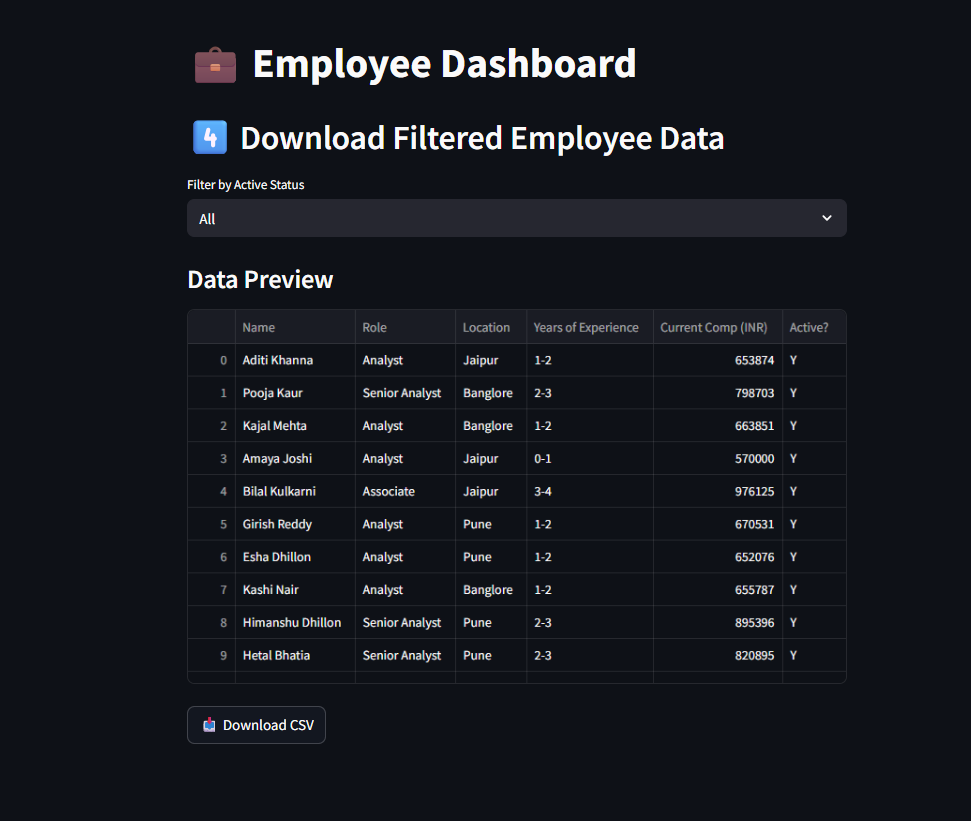 💼 Employee Dashboard
4️⃣ Download Filtered Employee Data
Filter by Active Status
All
Data Preview
Name Role Location Years of Experience Current Comp (INR) Active?
0 Aditi Khanna Analyst Jaipur 1-2 653874 Y
1 Pooja Kaur Senior Analyst Banglore 2-3 798703 Y
2 Kajal Mehta Analyst Banglore 1-2 663851 Y
3 Amaya Joshi Analyst Jaipur 0-1 570000 Y
4 Bilal Kulkarni Associate Jaipur 3-4 976125 Y
5 Girish Reddy Analyst Pune 1-2 670531 Y
6 Esha Dhillon Analyst Pune 1-2 652076 Y
7 Kashi Nair Analyst Banglore 1-2 655787 Y
8 Himanshu Dhillon Senior Analyst Pune 2-3 895396 Y
9 Hetal Bhatia Senior Analyst Pune 2-3 820895 Y
📥 Download CSV